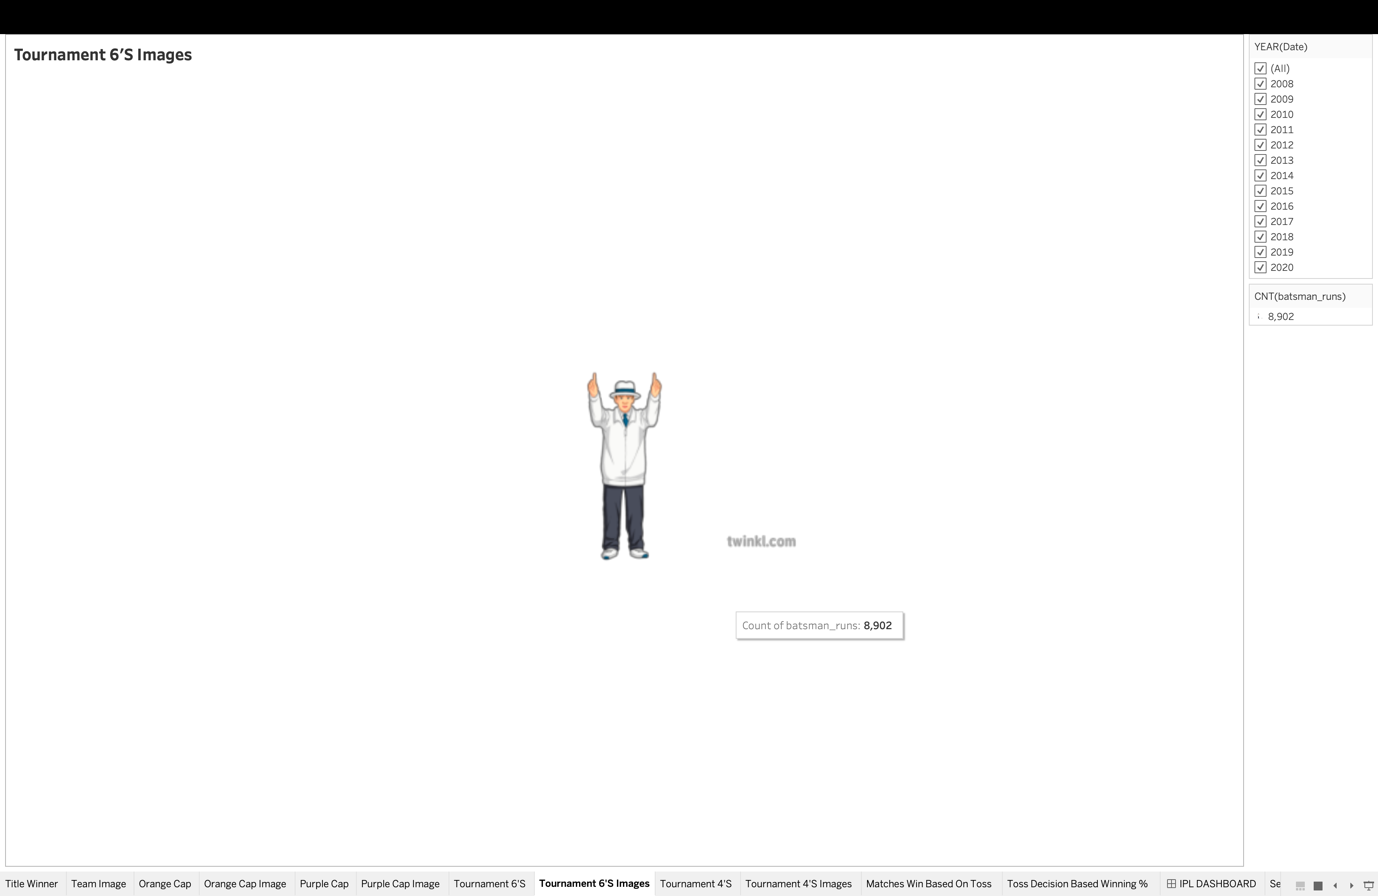 Tournament 6'S Images
YEAR(Date)
(All)
2008
2009
2010
2011
2012
2013
2014
2015
2016
2017
2018
2019
2020
CNT(batsman_runs)
8,902
twinkl.com
Count of batsman_runs: 8,902
Title Winner Team Image Orange Cap Orange Cap Image Purple Cap Purple Cap Image Tournament 6'S Tournament 6'S Images Tournament 4'S Tournament 4'S Images Matches Win Based On Toss Toss Decision Based Winning % IPL DASHBOARD Se